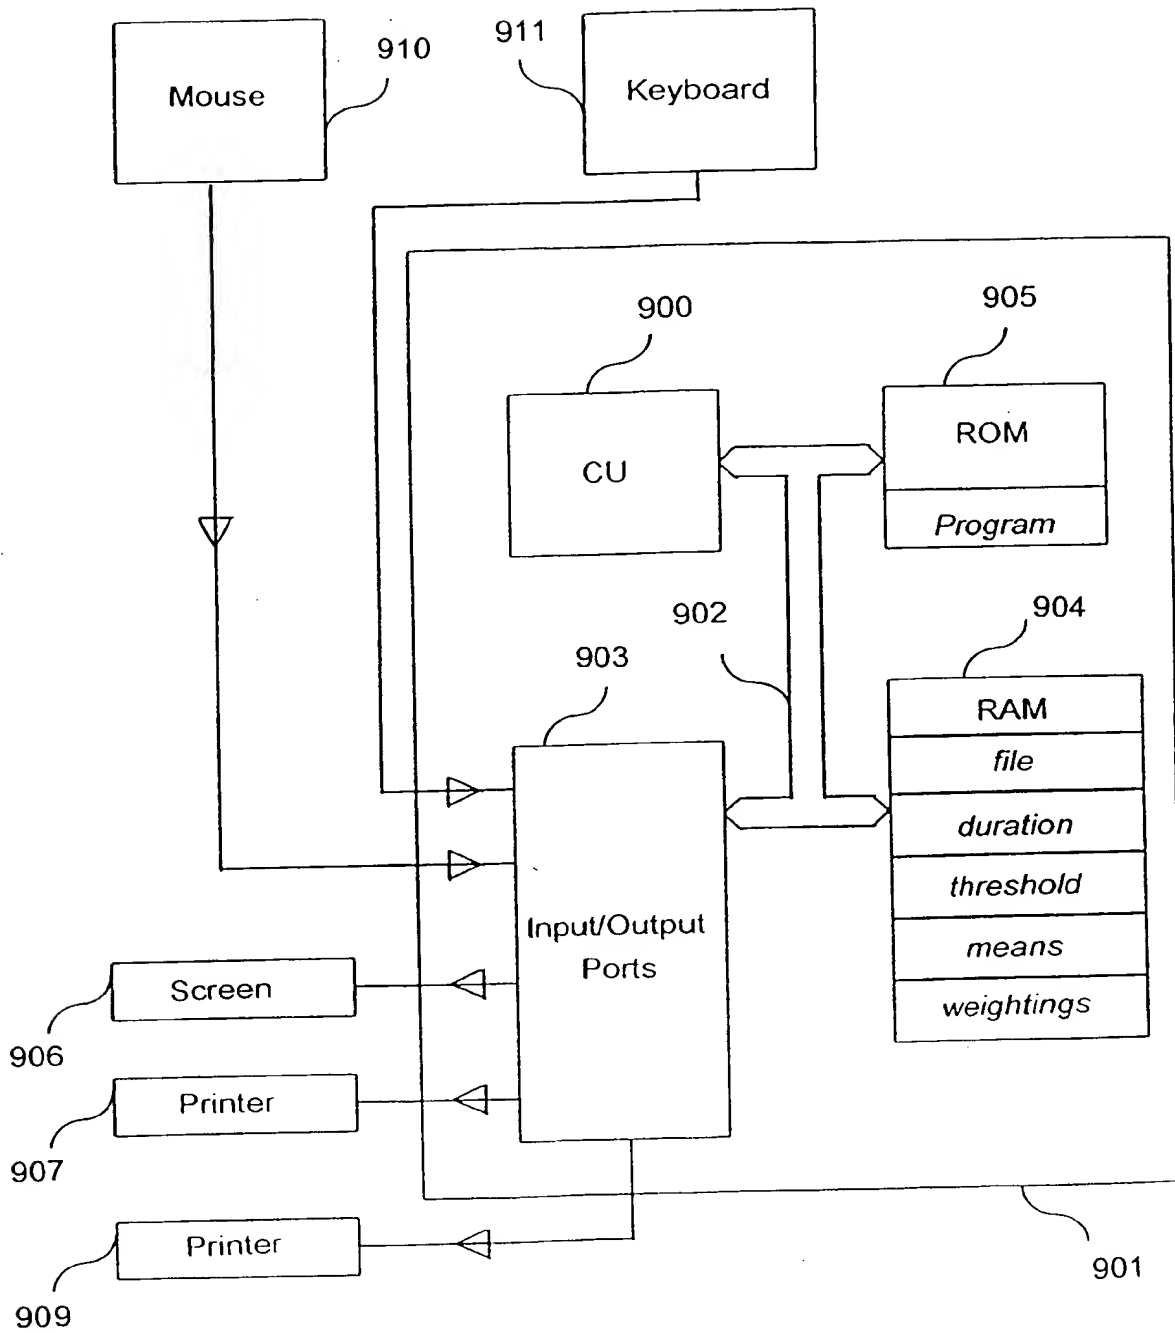 911
910
Mouse
Keyboard
900
905
CU
ROM
Program
902
904
903
RAM
file
duration
threshold
means
weightings
Input/Output
Ports
Screen
906
Printer
907
Printer
909
901